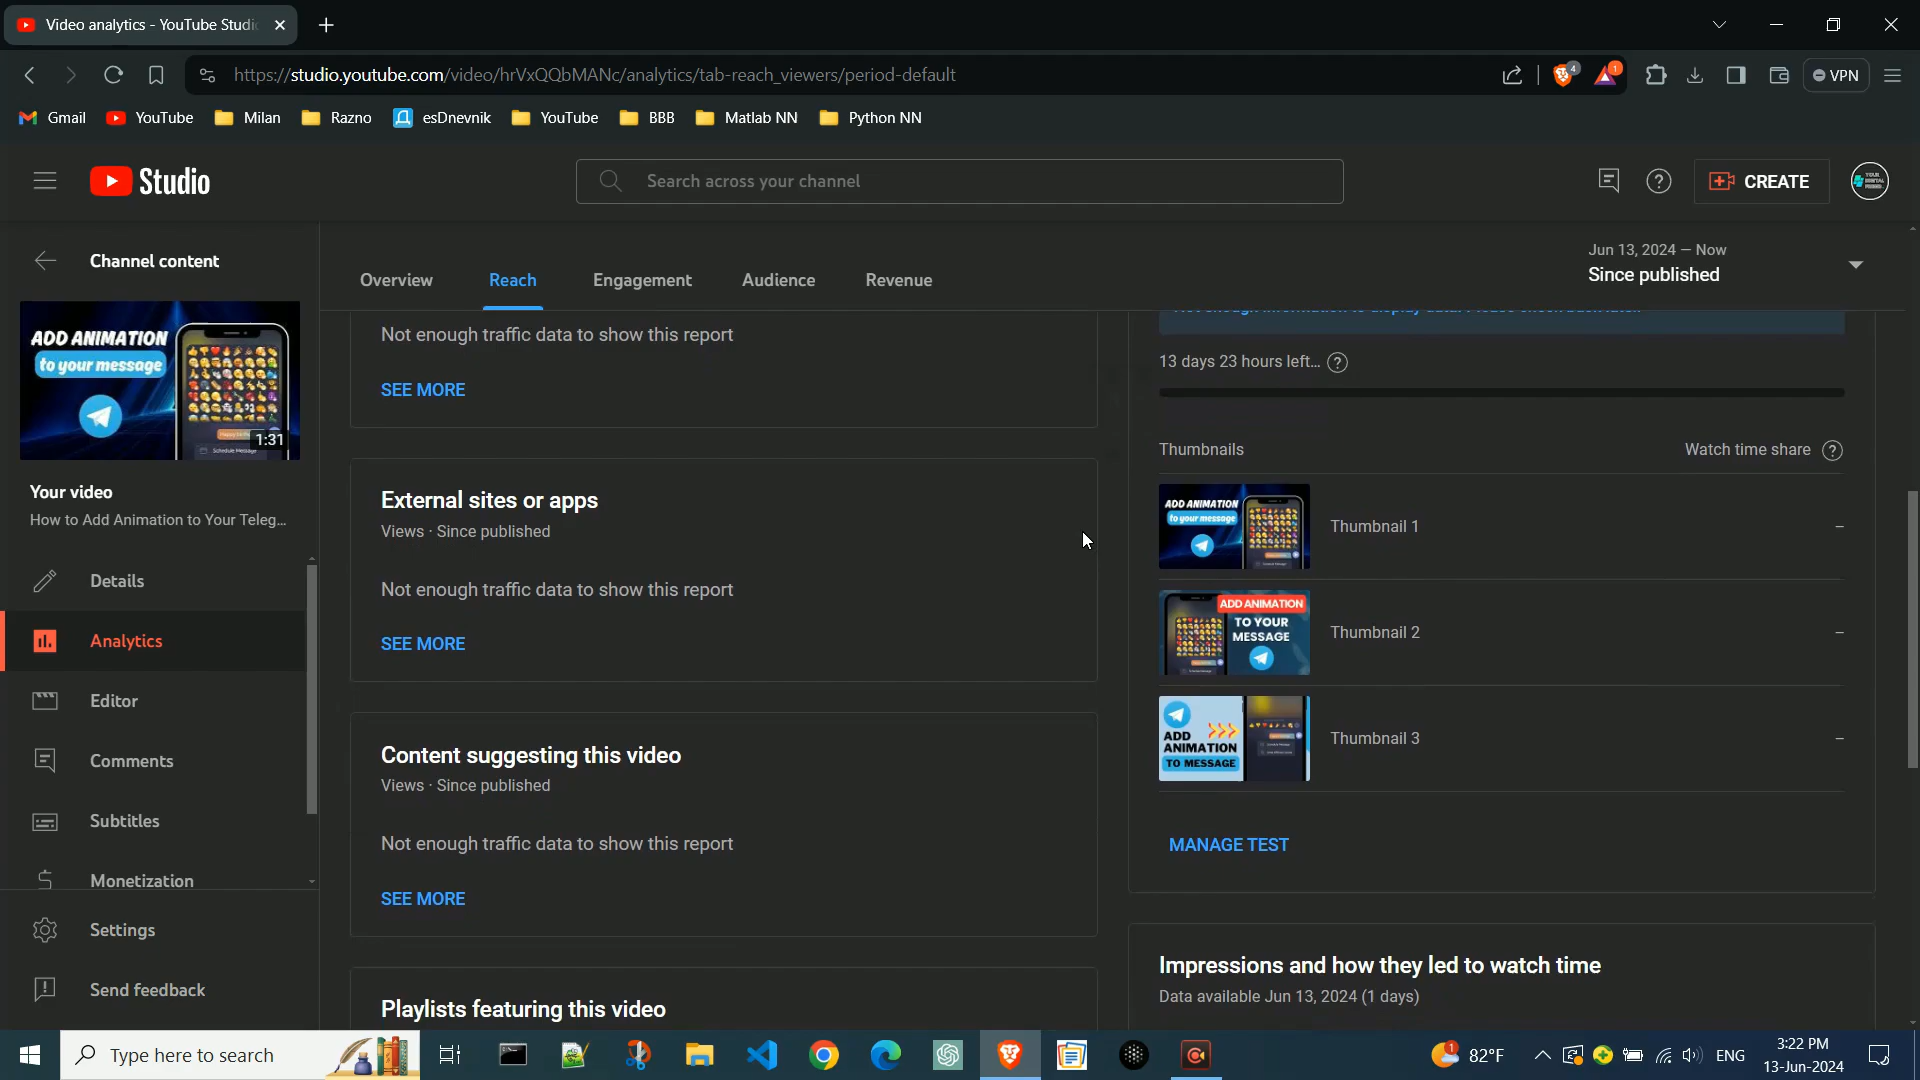 Video analytics - YouTube Studi
https://studio.youtube.com/video/hrVxQQbMANc/analytics/tab-reach_viewers/period-default
4
1
VPN
Gmail
YouTube
Milan
Razno
esDnevnik
YouTube
BBB
Matlab NN
Python NN
Studio
Search across your channel
CREATE
Channel content
ADD ANIMATION
to your message
1:31
Schedule Message
Your video
How to Add Animation to Your Teleg...
Details
Analytics
Editor
Comments
Subtitles
Monetization
Settings
Send feedback
Overview
Reach
Engagement
Audience
Revenue
Jun 13, 2024 – Now
Since published
Not enough traffic data to show this report
SEE MORE
External sites or apps
Views · Since published
Not enough traffic data to show this report
SEE MORE
Content suggesting this video
Views · Since published
Not enough traffic data to show this report
SEE MORE
Playlists featuring this video
13 days 23 hours left...
Thumbnails
Watch time share
ADD ANIMATION
to your message
Thumbnail 1
–
ADD ANIMATION
TO YOUR
MESSAGE
Thumbnail 2
–
ADD
ANIMATION
TO MESSAGE
Thumbnail 3
–
MANAGE TEST
Impressions and how they led to watch time
Data available Jun 13, 2024 (1 days)
Type here to search
1
82°F
ENG
3:22 PM
13-Jun-2024